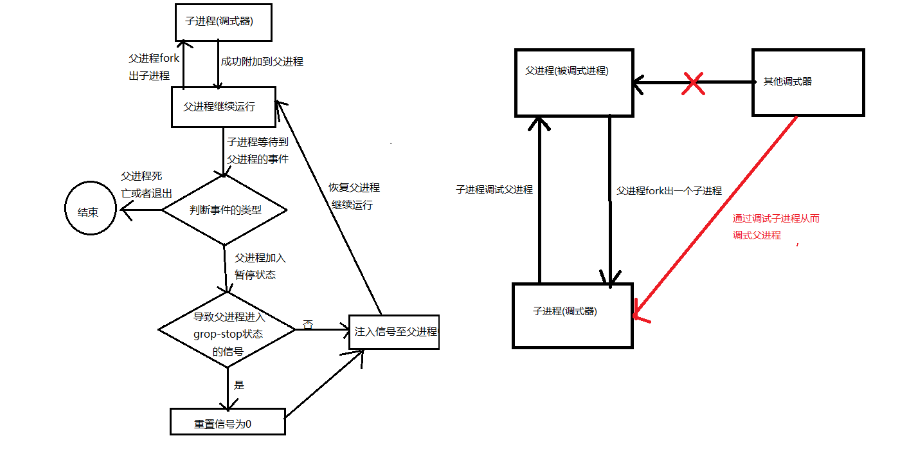 子进程(调式器)
父进程fork
出子进程
成功附加到父进程
父进程继续运行
子进程等待到
父进程的事件
父进程死
亡或者退出
结束
判断事件的类型
恢复父进程
继续运行
父进程加入
暂停状态
导致父进程进入
grop-stop状态
的信号
否
注入信号至父进程
是
重置信号为0
父进程(被调式进程)
其他调式器
子进程调试父进程
父进程fork出一个子进程
通过调试子进程从而
调式父进程
子进程(调式器)